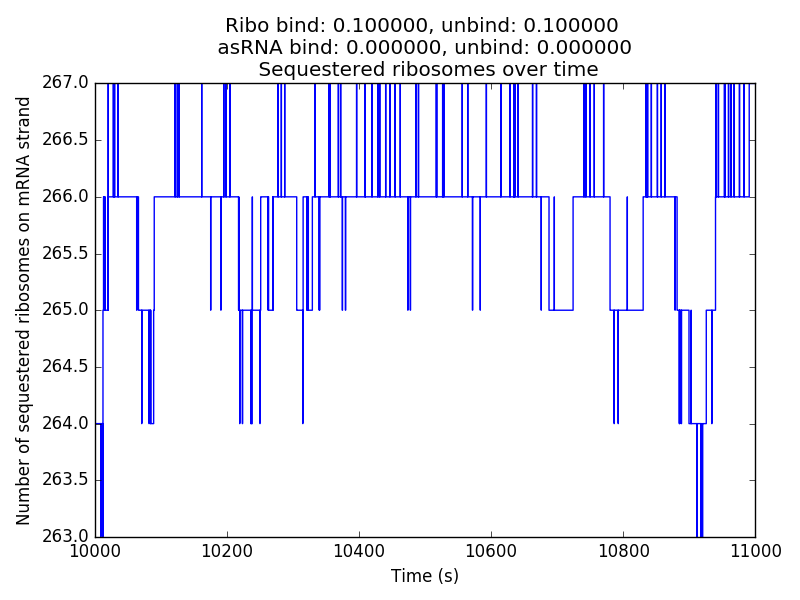 Ribo bind: 0.100000, unbind: 0.100000
asRNA bind: 0.000000, unbind: 0.000000
Sequestered ribosomes over time
Number of sequestered ribosomes on mRNA strand
267.0
266.5
266.0
265.5
265.0
264.5
264.0
263.5
263.0
10000 10200 10400 10600 10800 11000
Time (s)